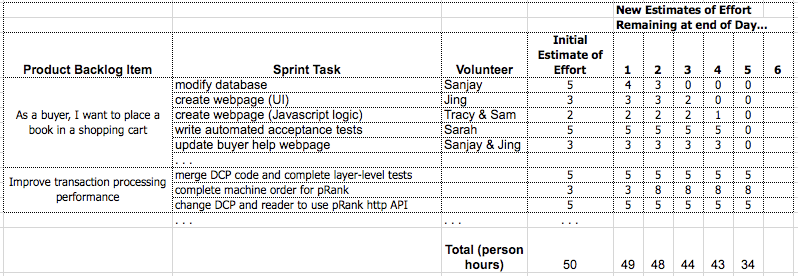 New Estimates of Effort
Remaining at end of Day...
Product Backlog Item Sprint Task Volunteer Initial Estimate of Effort 1 2 3 4 5 6
As a buyer, I want to place a book in a shopping cart
modify database Sanjay 5 4 3 0 0 0
create webpage (UI) Jing 3 3 3 2 0 0
create webpage (Javascript logic) Tracy & Sam 2 2 2 2 1 0
write automated acceptance tests Sarah 5 5 5 5 5 0
update buyer help webpage Sanjay & Jing 3 3 3 3 3 0
. . .
Improve transaction processing performance
merge DCP code and complete layer-level tests 5 5 5 5 5 5
complete machine order for pRank 3 3 8 8 8 8
change DCP and reader to use pRank http API 5 5 5 5 5 5
. . . . . . . . .
Total (person hours) 50 49 48 44 43 34